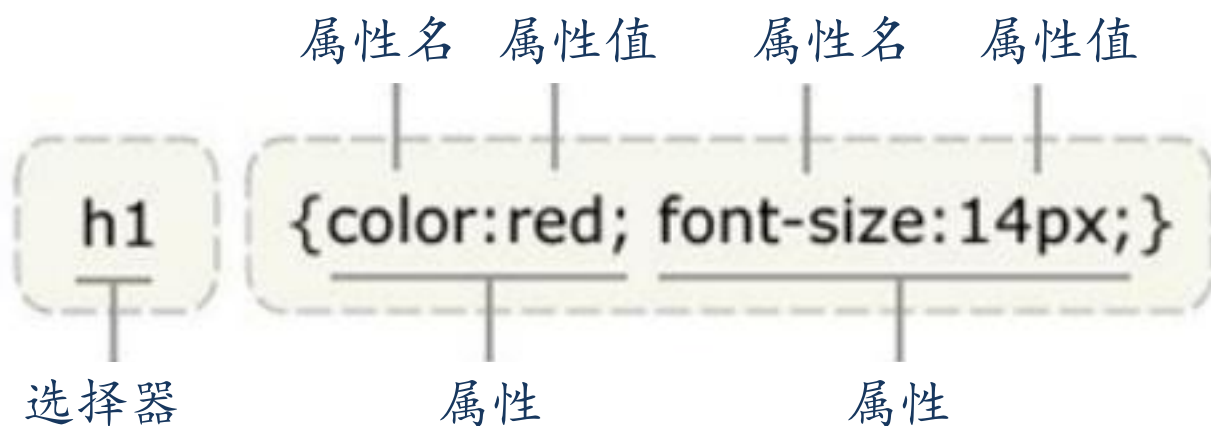 属性名 属性值 属性名 属性值
h1 {color:red; font-size:14px;}
选择器 属性 属性